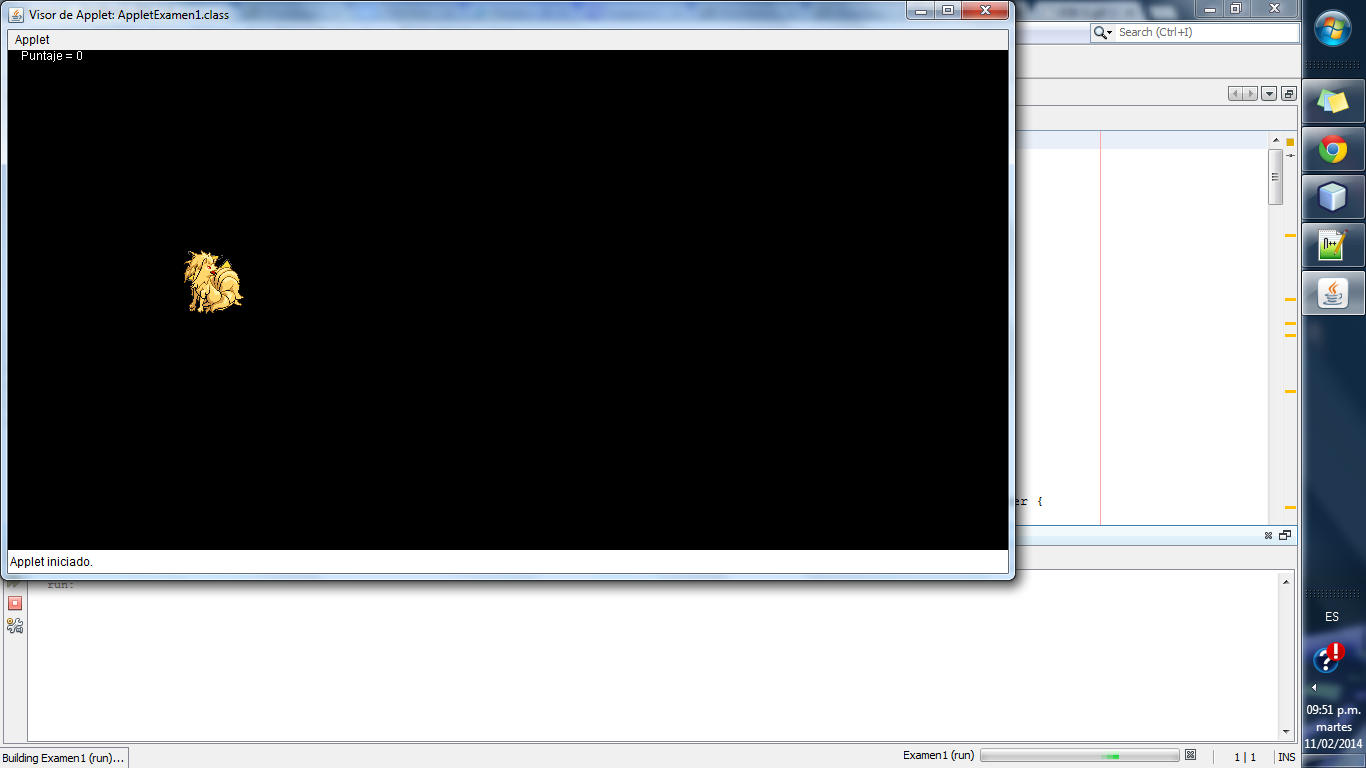 Visor de Applet: AppletExamen1.class
Applet
Puntaje = 0
Search (Ctrl+I)
er {
Applet iniciado.
run:
Building Examen1 (run)...
Examen1 (run)
1 | 1
INS
ES
09:51 p.m.
martes
11/02/2014